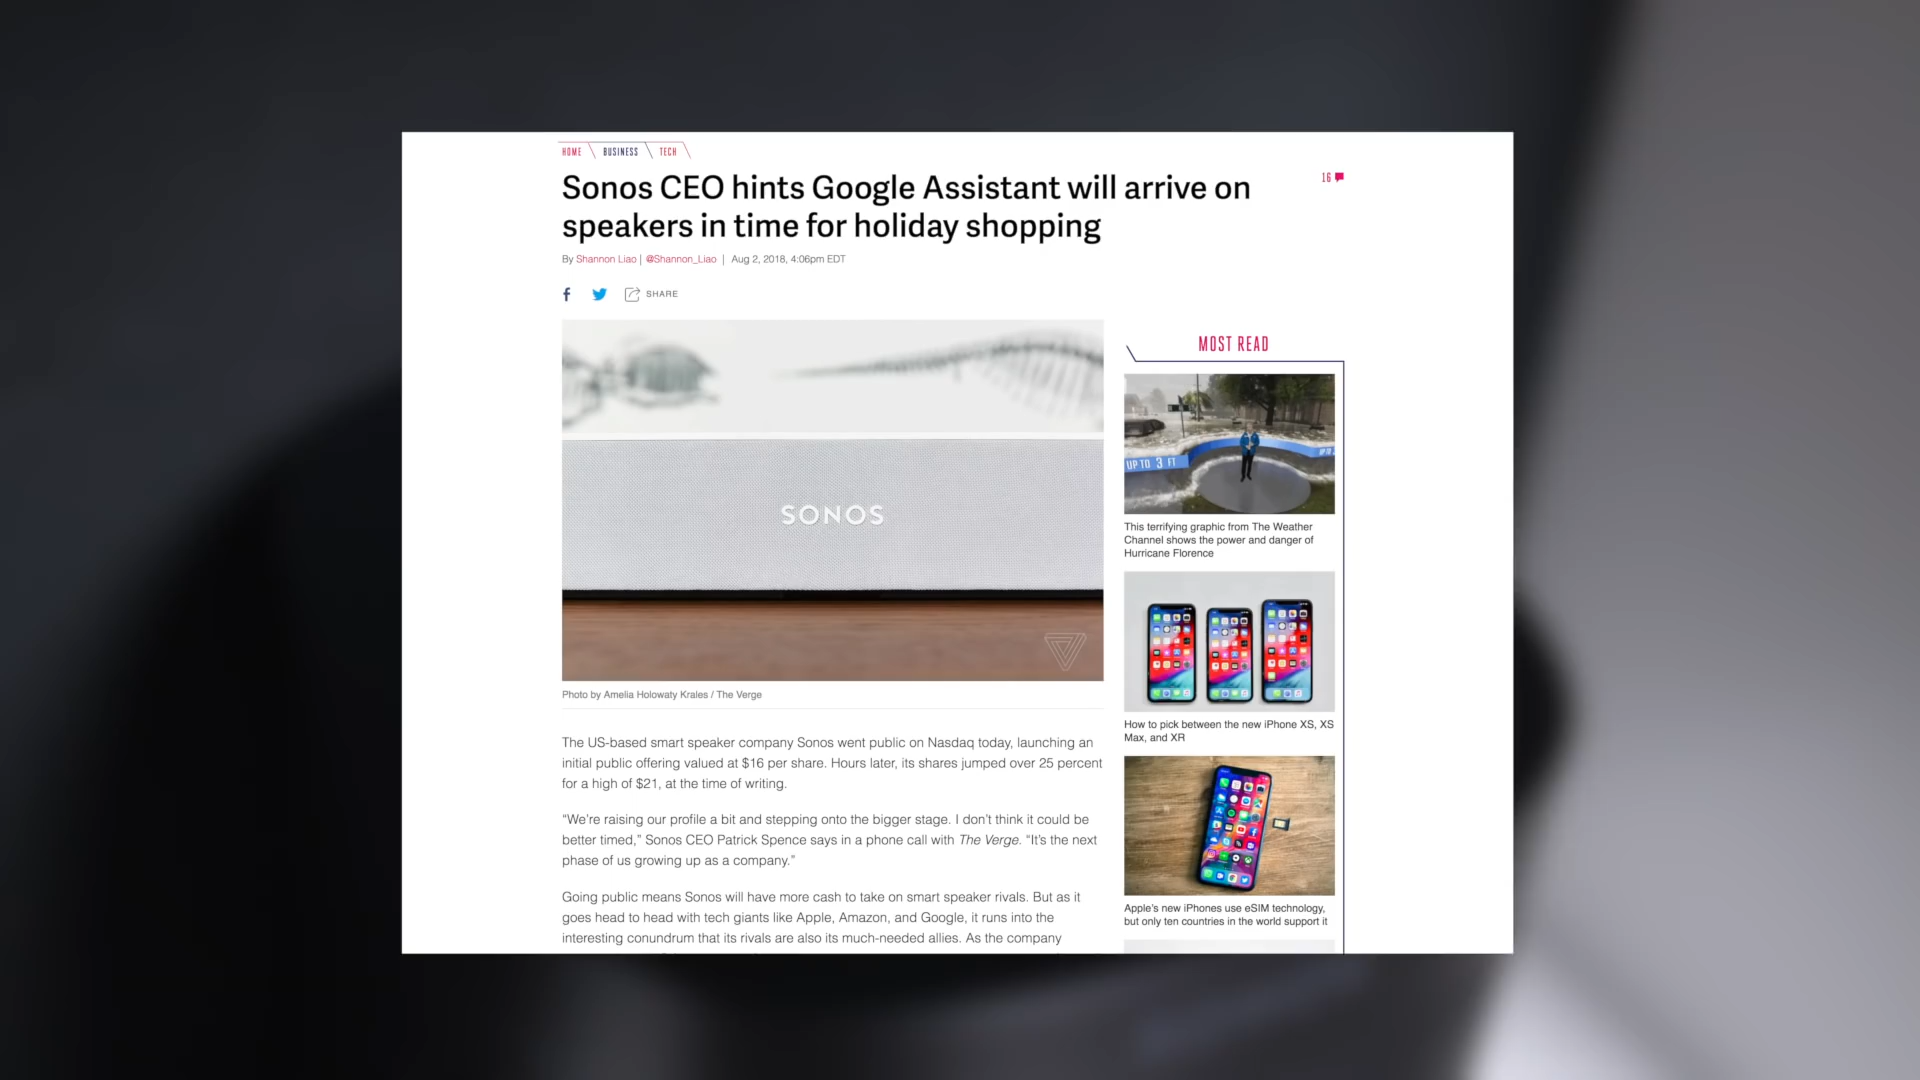 HOME
BUSINESS
TECH
Sonos CEO hints Google Assistant will arrive on
speakers in time for holiday shopping
16
By Shannon Liao | @Shannon_Liao | Aug 2, 2018, 4:06pm EDT
SHARE
SONOS
Photo by Amelia Holowaty Krales / The Verge
The US-based smart speaker company Sonos went public on Nasdaq today, launching an
initial public offering valued at $16 per share. Hours later, its shares jumped over 25 percent
for a high of $21, at the time of writing.
“We’re raising our profile a bit and stepping onto the bigger stage. I don’t think it could be
better timed,” Sonos CEO Patrick Spence says in a phone call with The Verge. “It’s the next
phase of us growing up as a company.”
Going public means Sonos will have more cash to take on smart speaker rivals. But as it
goes head to head with tech giants like Apple, Amazon, and Google, it runs into the
interesting conundrum that its rivals are also its much-needed allies. As the company
MOST READ
UP TO 3 FT
This terrifying graphic from The Weather
Channel shows the power and danger of
Hurricane Florence
How to pick between the new iPhone XS, XS
Max, and XR
Apple’s new iPhones use eSIM technology,
but only ten countries in the world support it